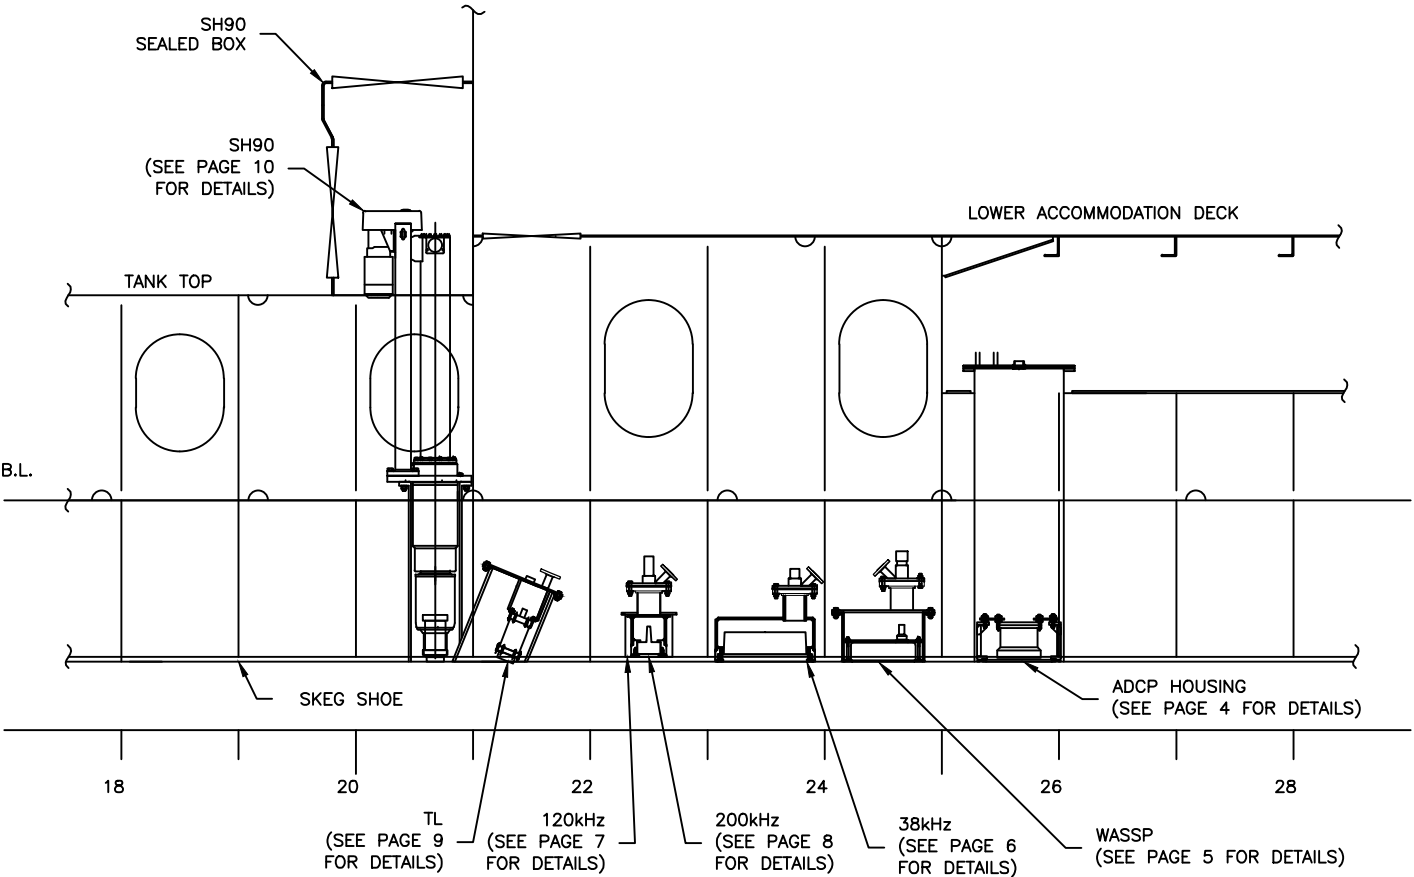 SH90
SEALED BOX
SH90
(SEE PAGE 10
FOR DETAILS)
LOWER ACCOMMODATION DECK
TANK TOP
B.L.
SKEG SHOE
ADCP HOUSING
(SEE PAGE 4 FOR DETAILS)
18
20
22
24
26
28
TL
(SEE PAGE 9
FOR DETAILS)
120kHz
(SEE PAGE 7
FOR DETAILS)
200kHz
(SEE PAGE 8
FOR DETAILS)
38kHz
(SEE PAGE 6
FOR DETAILS)
WASSP
(SEE PAGE 5 FOR DETAILS)